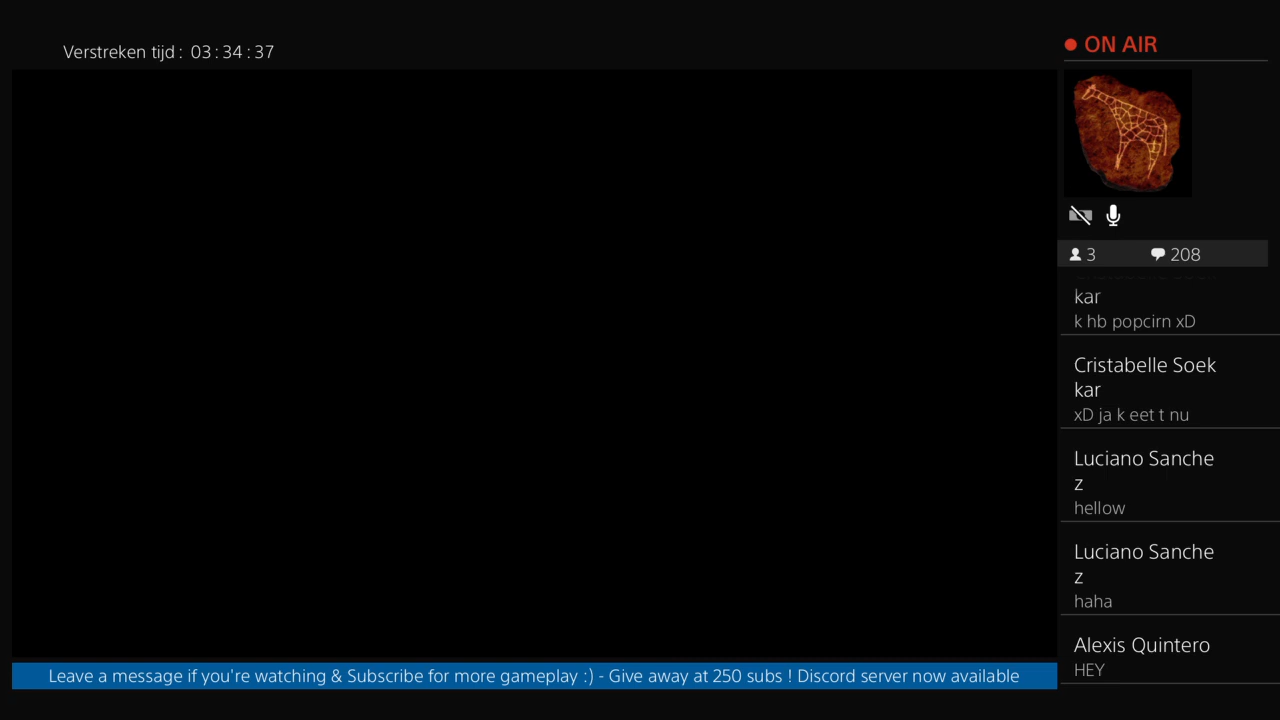 Verstreken tijd : 03 : 34 : 37
ON AIR
3 208
kar
k hb popcirn xD
Cristabelle Soek
kar
xD ja k eet t nu
Luciano Sanche
z
hellow
Luciano Sanche
z
haha
Alexis Quintero
HEY
Leave a message if you're watching & Subscribe for more gameplay :) - Give away at 250 subs ! Discord server now available